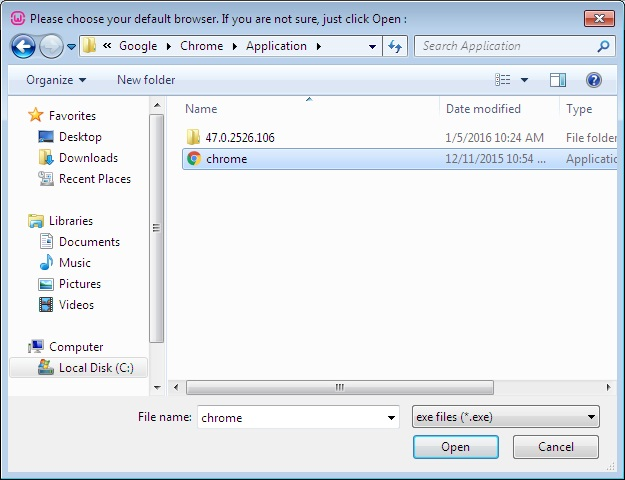 Please choose your default browser. If you are not sure, just click Open :
« Google Chrome Application
Search Application
Organize New folder
Name Date modified Type
Favorites
Desktop
Downloads
Recent Places
Libraries
Documents
Music
Pictures
Videos
Computer
Local Disk (C:)
47.0.2526.106 1/5/2016 10:24 AM File folder
chrome 12/11/2015 10:54 ... Applicatio
File name: chrome exe files (*.exe)
Open Cancel